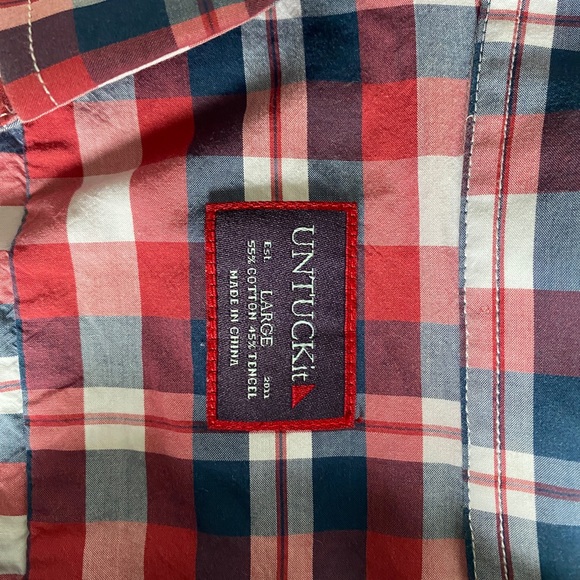 UNTUCKit
Est. LARGE 2011
55% COTTON 45% TENCEL
MADE IN CHINA